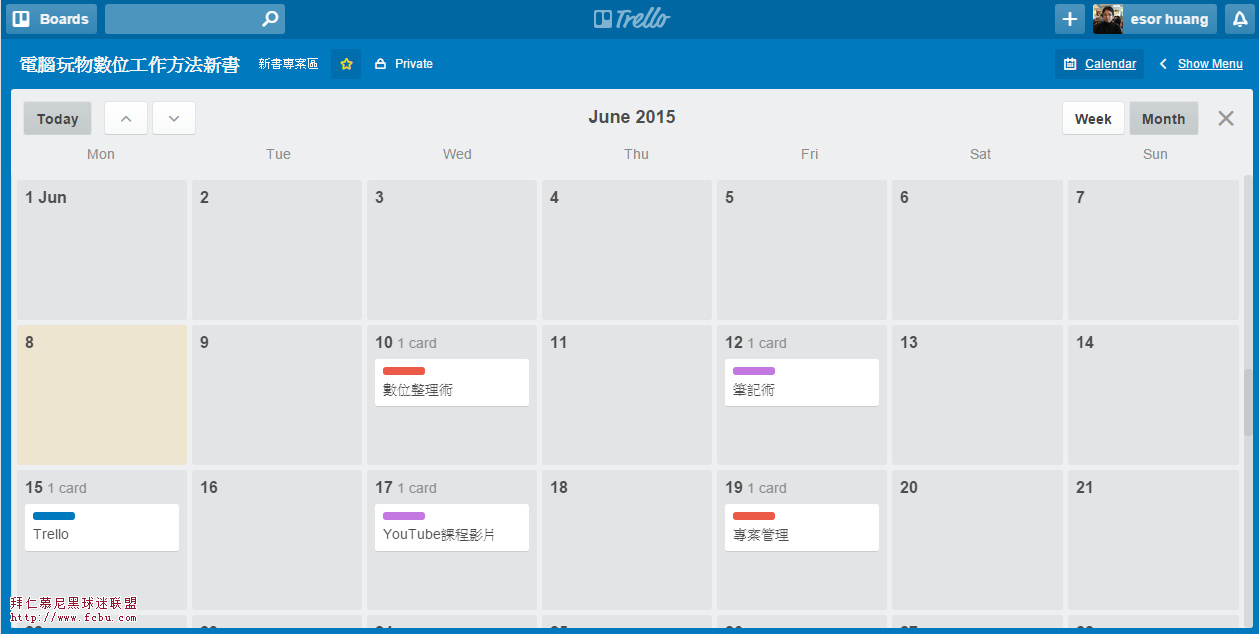 Boards
Trello
esor huang
電腦玩物數位工作方法新書
新書專案區
Private
Calendar
Show Menu
Today
June 2015
Week
Month
Mon Tue Wed Thu Fri Sat Sun
1 Jun 2 3 4 5 6 7
8 9 10 1 card 11 12 1 card 13 14
數位整理術 筆記術
15 1 card 16 17 1 card 18 19 1 card 20 21
Trello YouTube課程影片 專案管理
拜仁慕尼黑球迷联盟
http://www.fcbu.com